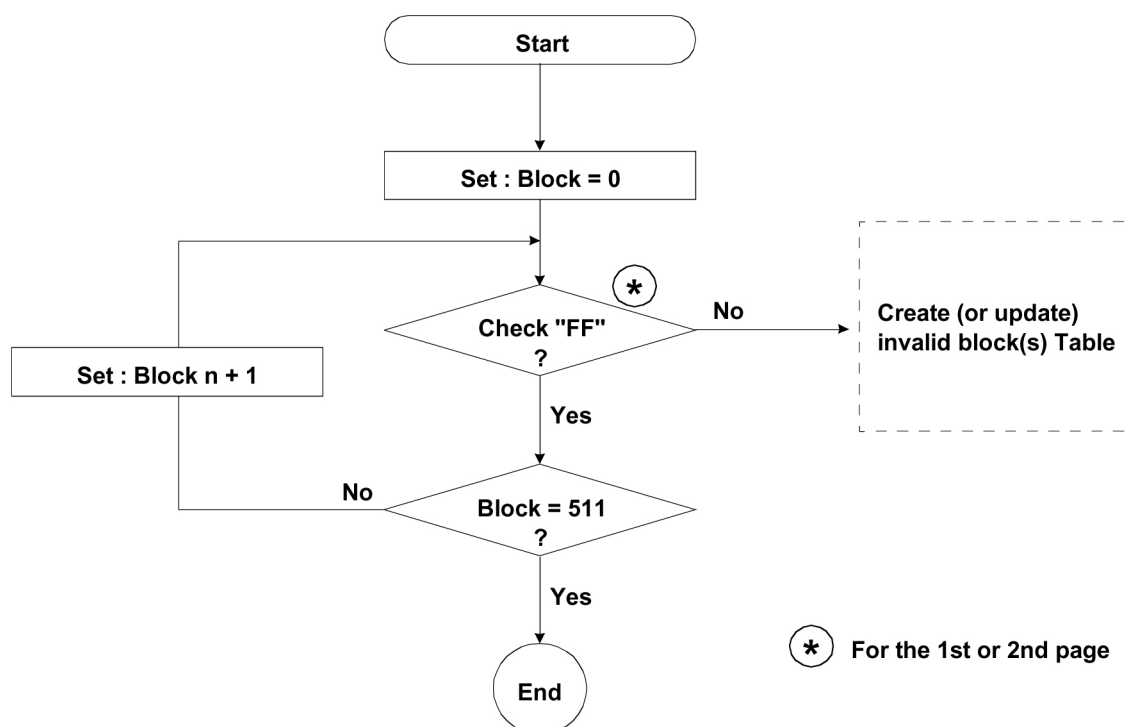 Start
Set : Block = 0
*
Check "FF"
?
No
Create (or update)
invalid block(s) Table
Set : Block n + 1
Yes
No
Block = 511
?
Yes
* For the 1st or 2nd page
End